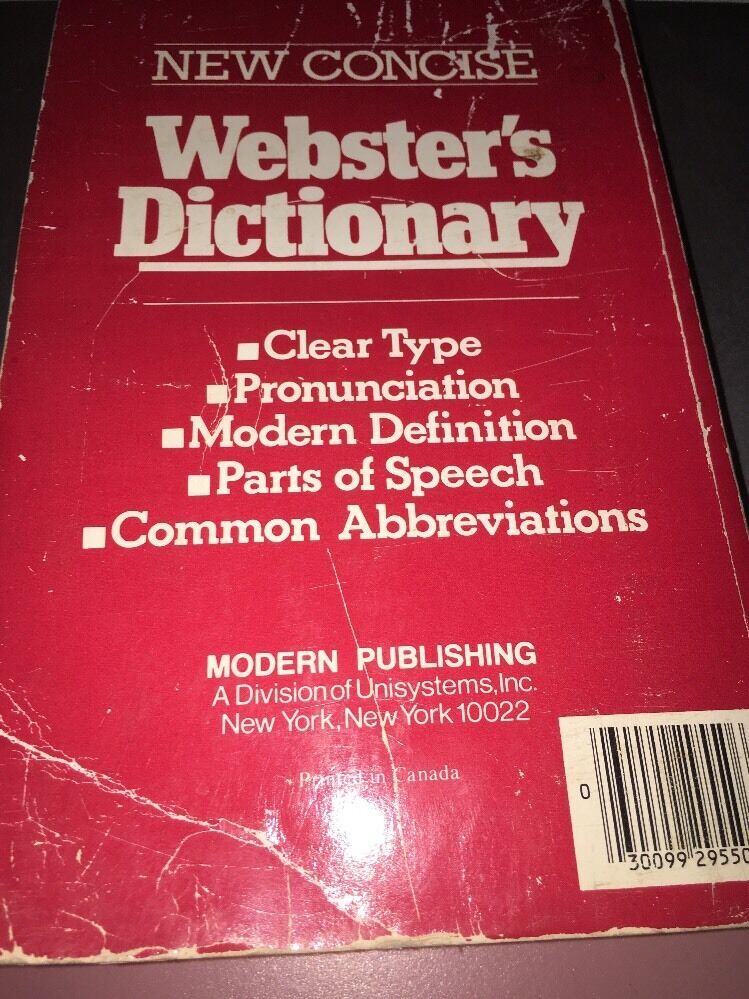 NEW CONCISE
Webster's
Dictionary
■Clear Type
■Pronunciation
■Modern Definition
■Parts of Speech
■Common Abbreviations
MODERN PUBLISHING
A Division of Unisystems, Inc.
New York, New York 10022
Printed in Canada
0
30099 29550